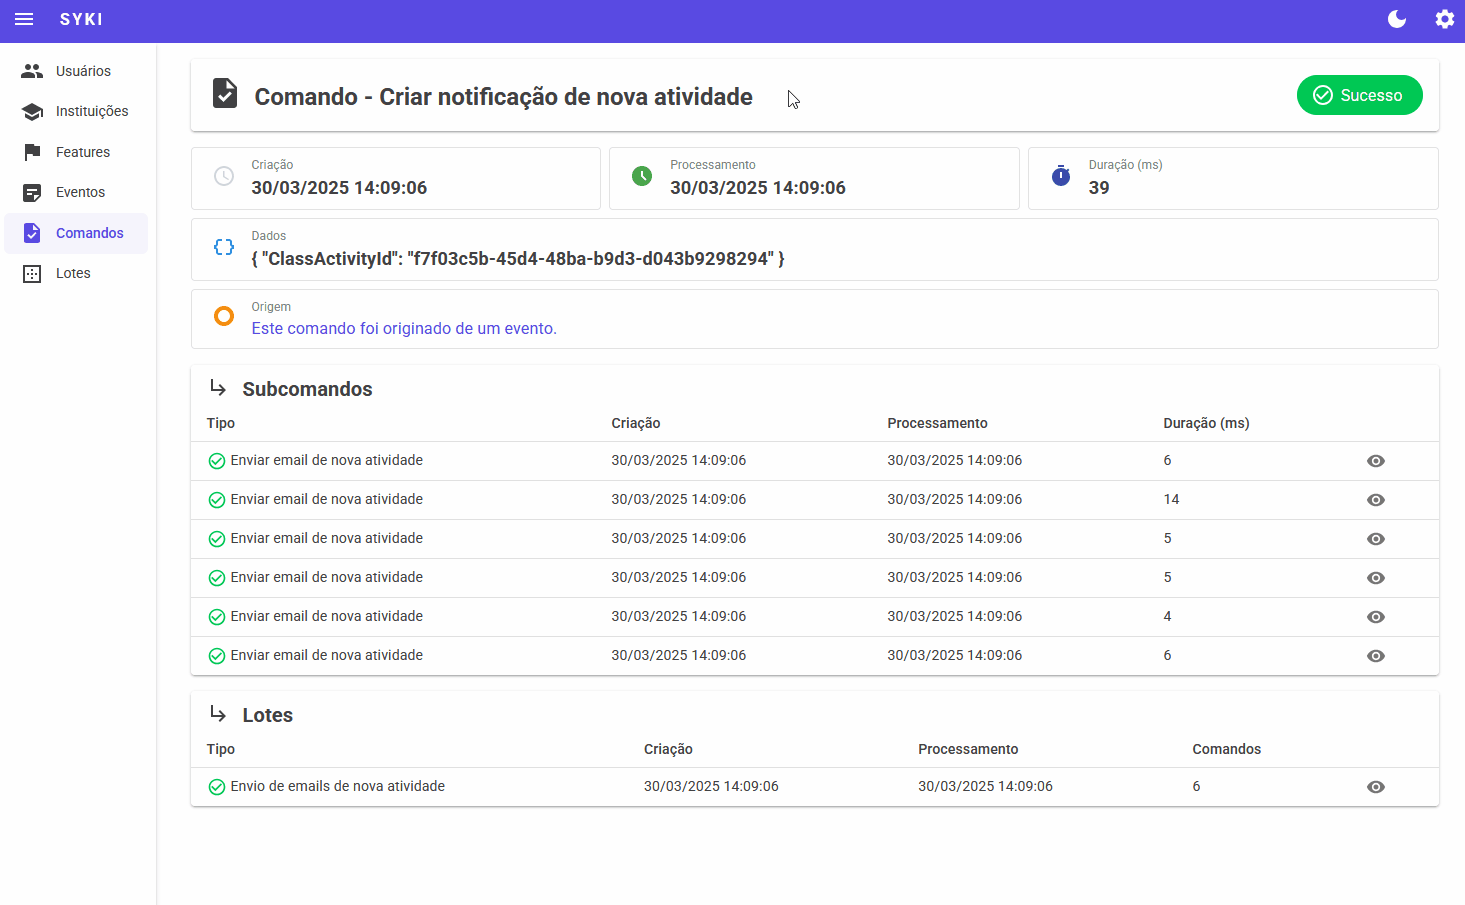 SYKI
Usuários
Instituições
Features
Eventos
Comandos
Lotes
Comando - Criar notificação de nova atividade
Sucesso
Criação
30/03/2025 14:09:06
Processamento
30/03/2025 14:09:06
Duração (ms)
39
Dados
{ "ClassActivityId": "f7f03c5b-45d4-48ba-b9d3-d043b9298294" }
Origem
Este comando foi originado de um evento.
Subcomandos
Tipo Criação Processamento Duração (ms)
Enviar email de nova atividade 30/03/2025 14:09:06 30/03/2025 14:09:06 6
Enviar email de nova atividade 30/03/2025 14:09:06 30/03/2025 14:09:06 14
Enviar email de nova atividade 30/03/2025 14:09:06 30/03/2025 14:09:06 5
Enviar email de nova atividade 30/03/2025 14:09:06 30/03/2025 14:09:06 5
Enviar email de nova atividade 30/03/2025 14:09:06 30/03/2025 14:09:06 4
Enviar email de nova atividade 30/03/2025 14:09:06 30/03/2025 14:09:06 6
Lotes
Tipo Criação Processamento Comandos
Envio de emails de nova atividade 30/03/2025 14:09:06 30/03/2025 14:09:06 6